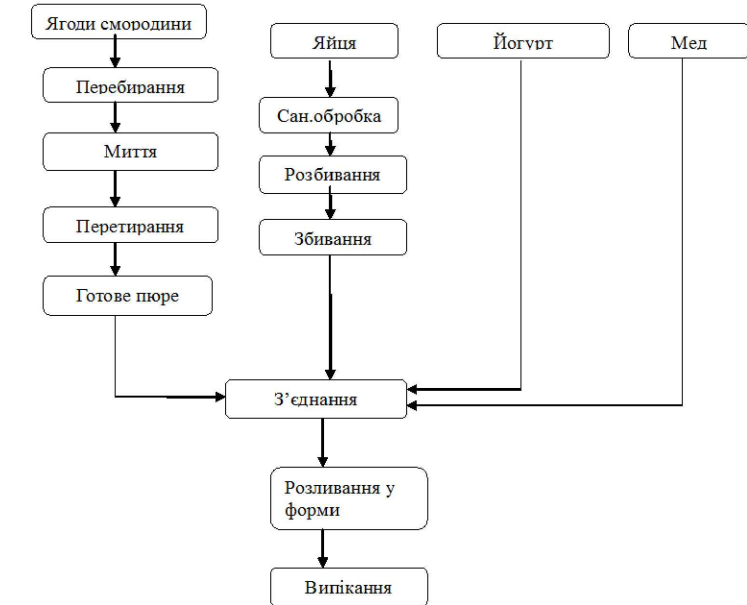 Ягоди смородини
Яйця
Йогурт
Мед
Перебирання
Сан.обробка
Миття
Розбивання
Перетирання
Збивання
Готове пюре
З’єднання
Розливання у
форми
Випікання